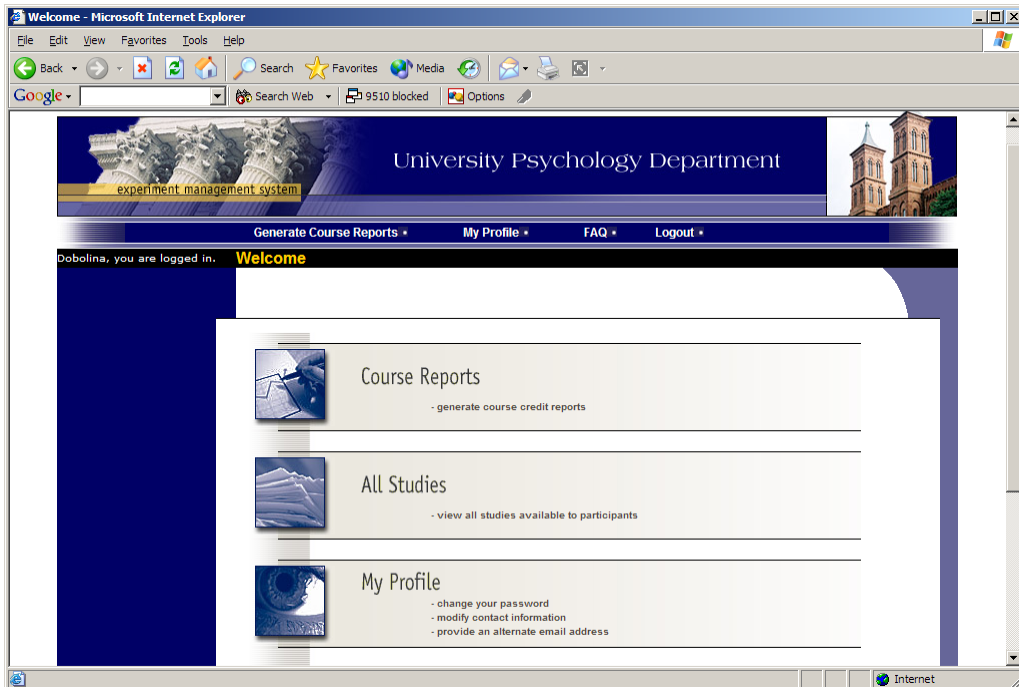 Welcome - Microsoft Internet Explorer
File Edit View Favorites Tools Help
Back Search Favorites Media
Google Search Web 9510 blocked Options
University Psychology Department
experiment management system
Generate Course Reports My Profile FAQ Logout
Dobolina, you are logged in. Welcome
Course Reports
- generate course credit reports
All Studies
- view all studies available to participants
My Profile
- change your password
- modify contact information
- provide an alternate email address
Internet